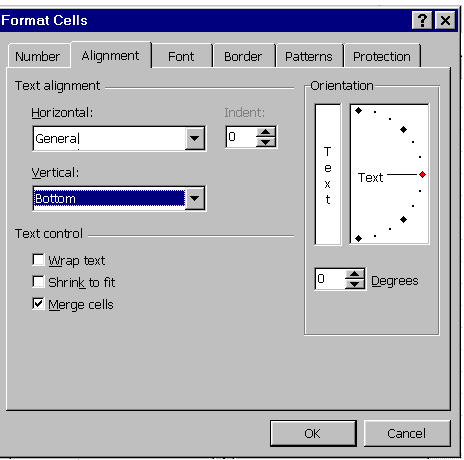 Format Cells
Number Alignment Font Border Patterns Protection
Text alignment
Horizontal: Indent:
General 0
Vertical:
Bottom
Text control
Wrap text
Shrink to fit
Merge cells
Orientation
Text
Text
0 Degrees
OK Cancel